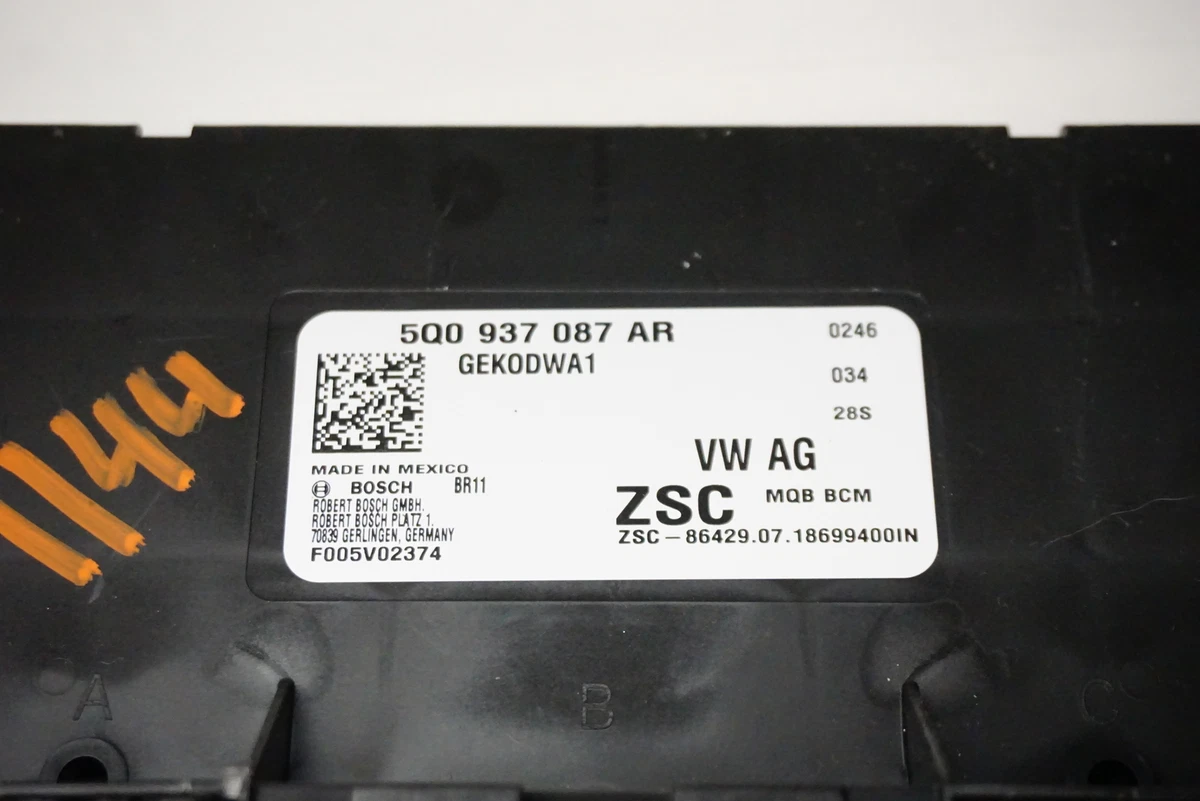 5Q0 937 087 AR
0246
GEKODWA1
034
28S
VW AG
MADE IN MEXICO
BOSCH BR11
ZSC MQB BCM
ROBERT BOSCH GMBH.
ROBERT BOSCH PLATZ 1.
70839 GERLINGEN, GERMANY
ZSC-86429.07.18699400IN
F005V02374
1144
A
B
C